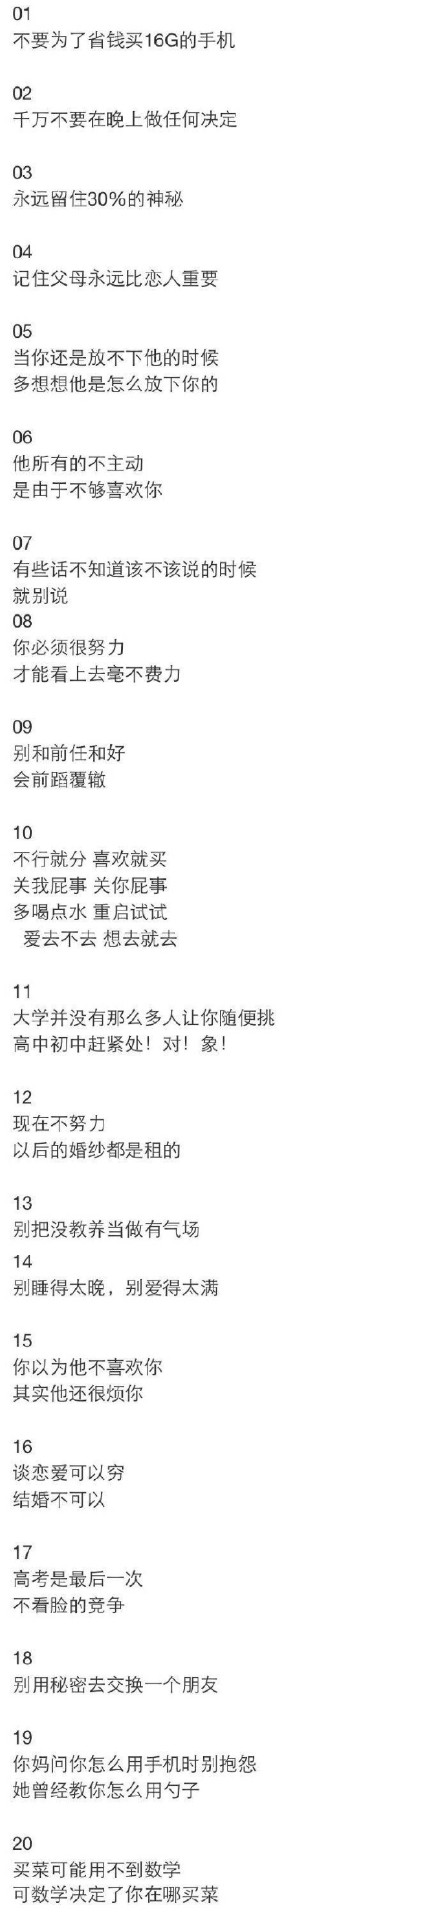 01
不要为了省钱买16G的手机
02
千万不要在晚上做任何决定
03
永远留住30%的神秘
04
记住父母永远比恋人重要
05
当你还是放不下他的时候
多想想他是怎么放下你的
06
他所有的不主动
是由于不够喜欢你
07
有些话不知道该不该说的时候
就别说
08
你必须很努力
才能看上去毫不费力
09
别和前任和好
会前蹈覆辙
10
不行就分 喜欢就买
关我屁事 关你屁事
多喝点水 重启试试
爱去不去 想去就去
11
大学并没有那么多人让你随便挑
高中初中赶紧处！对！象！
12
现在不努力
以后的婚纱都是租的
13
别把没教养当做有气场
14
别睡得太晚，别爱得太满
15
你以为他不喜欢你
其实他还很烦你
16
谈恋爱可以穷
结婚不可以
17
高考是最后一次
不看脸的竞争
18
别用秘密去交换一个朋友
19
你妈问你怎么用手机时别抱怨
她曾经教你怎么用勺子
20
买菜可能用不到数学
可数学决定了你在哪买菜